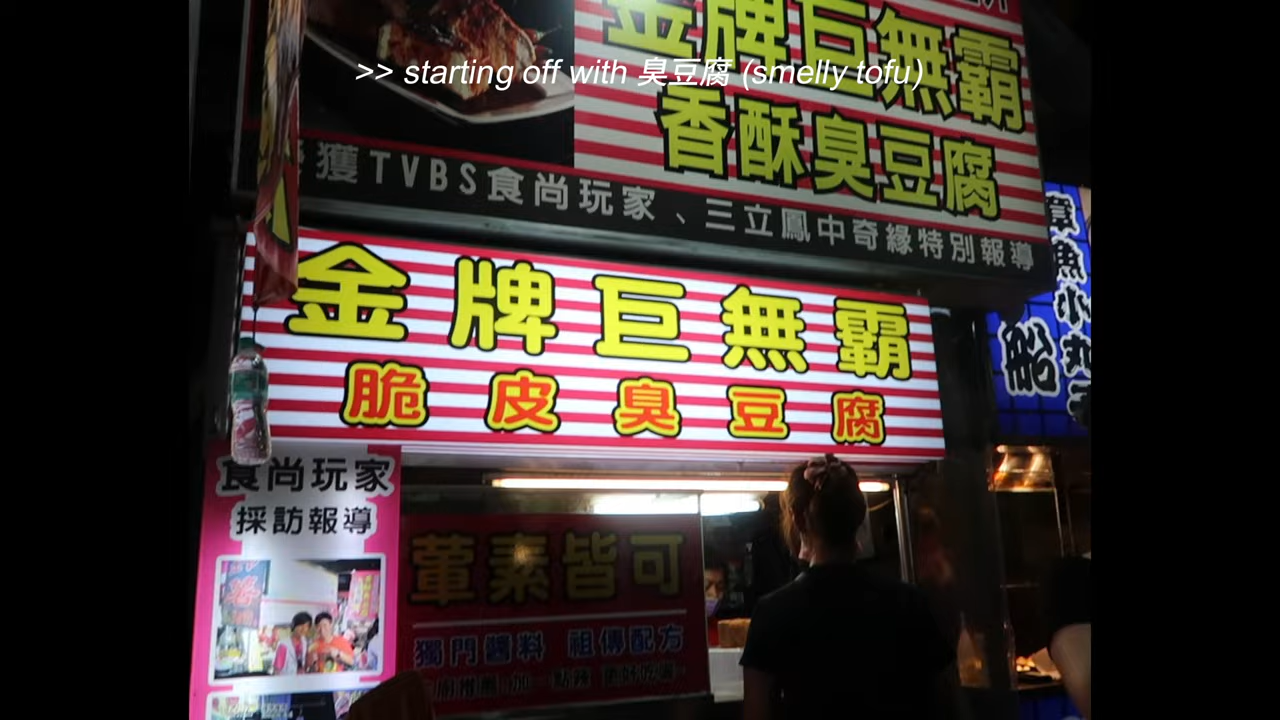 >> starting off with 臭豆腐 (smelly tofu)
金牌巨無霸
香酥臭豆腐
獲TVBS食尚玩家、三立鳳中奇緣特別報導
金牌巨無霸
脆皮臭豆腐
食尚玩家
採訪報導
葷素皆可
獨門醬料 祖傳配方
小丸
船